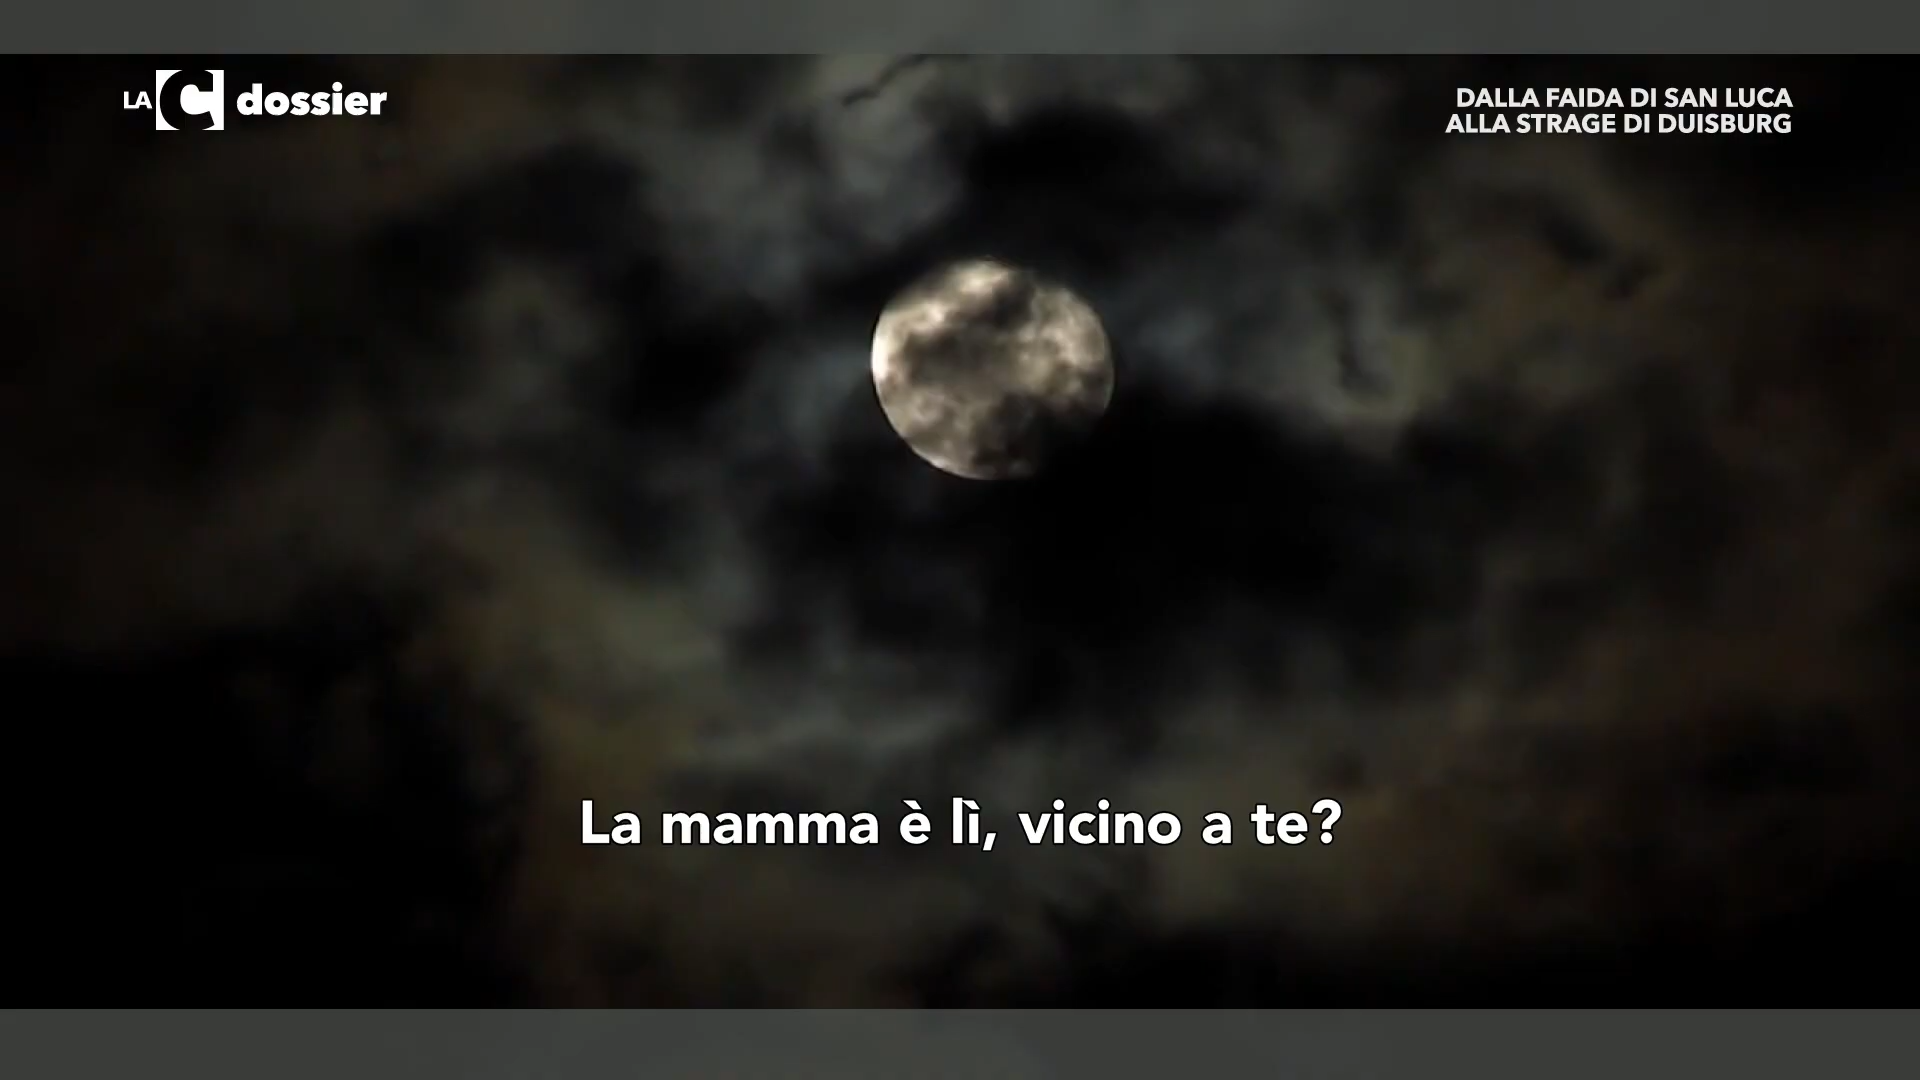 LA C dossier
DALLA FAIDA DI SAN LUCA
ALLA STRAGE DI DUISBURG
La mamma è lì, vicino a te?